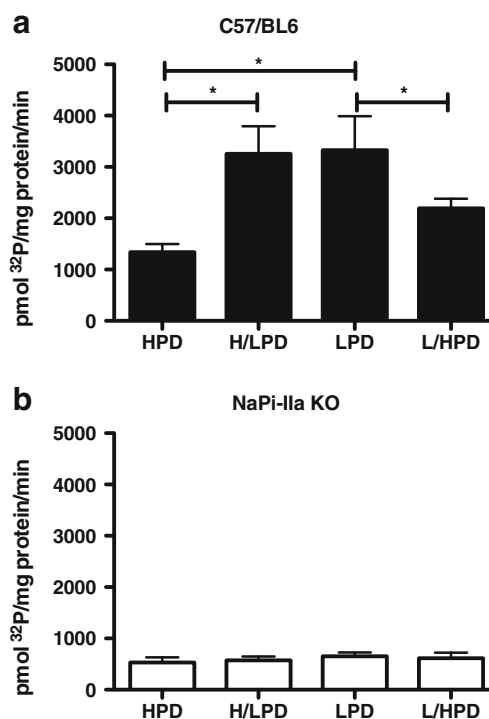 a
C57/BL6
pmol ³²P/mg protein/min
5000
4000
3000
2000
1000
0
*
*
*
HPD H/LPD LPD L/HPD
b
NaPi-IIa KO
pmol ³²P/mg protein/min
5000
4000
3000
2000
1000
0
HPD H/LPD LPD L/HPD